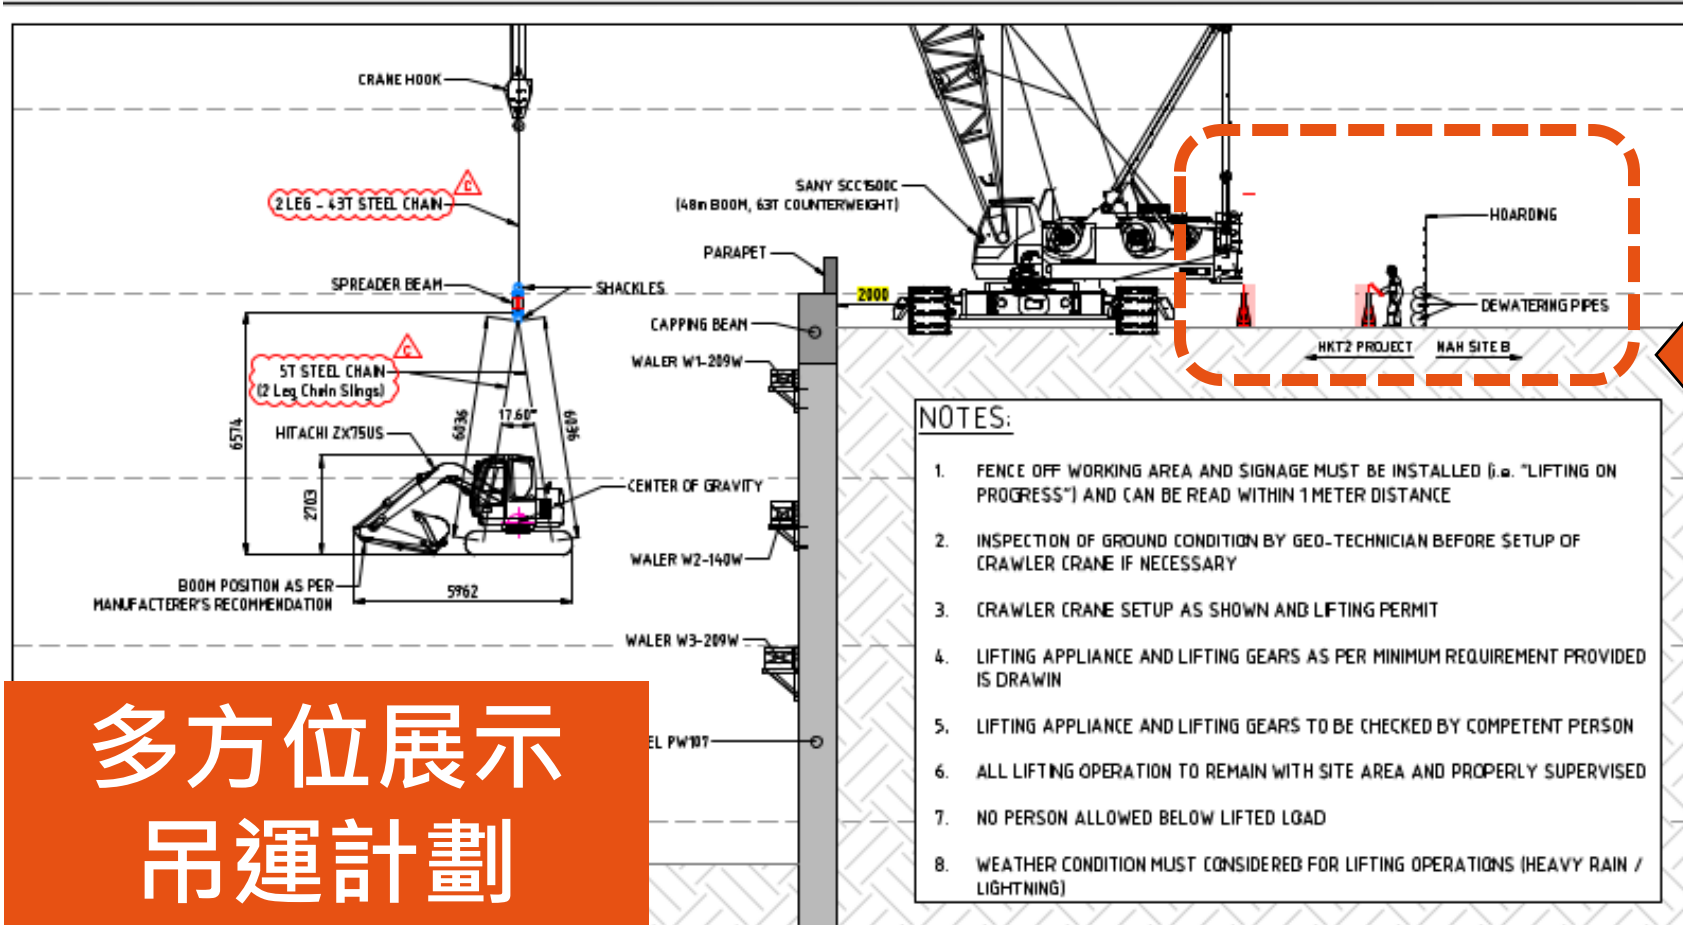 CRANE HOOK
2 LEG - 43T STEEL CHAIN
C
SPREADER BEAM
SHACKLES
5T STEEL CHAIN
(2 Leg Chain Slings)
C
6574
6036
17.60°
6036
HITACHI ZX75US
2703
CENTER OF GRAVITY
BOOM POSITION AS PER
MANUFACTERER'S RECOMMENDATION
5962
SANY SCC1500C
(48m BOOM, 63T COUNTERWEIGHT)
PARAPET
2000
CAPPING BEAM
WALER W1-209W
WALER W2-140W
WALER W3-209W
EL PW107
HOARDING
DEWATERING PIPES
HKT2 PROJECT
NAH SITE B
NOTES:
1. FENCE OFF WORKING AREA AND SIGNAGE MUST BE INSTALLED (i.e. "LIFTING ON
PROGRESS") AND CAN BE READ WITHIN 1 METER DISTANCE
2. INSPECTION OF GROUND CONDITION BY GEO-TECHNICIAN BEFORE SETUP OF
CRAWLER CRANE IF NECESSARY
3. CRAWLER CRANE SETUP AS SHOWN AND LIFTING PERMIT
4. LIFTING APPLIANCE AND LIFTING GEARS AS PER MINIMUM REQUIREMENT PROVIDED
IS DRAWIN
5. LIFTING APPLIANCE AND LIFTING GEARS TO BE CHECKED BY COMPETENT PERSON
6. ALL LIFTING OPERATION TO REMAIN WITH SITE AREA AND PROPERLY SUPERVISED
7. NO PERSON ALLOWED BELOW LIFTED LOAD
8. WEATHER CONDITION MUST CONSIDERED FOR LIFTING OPERATIONS (HEAVY RAIN /
LIGHTNING)
多方位展示
吊運計劃